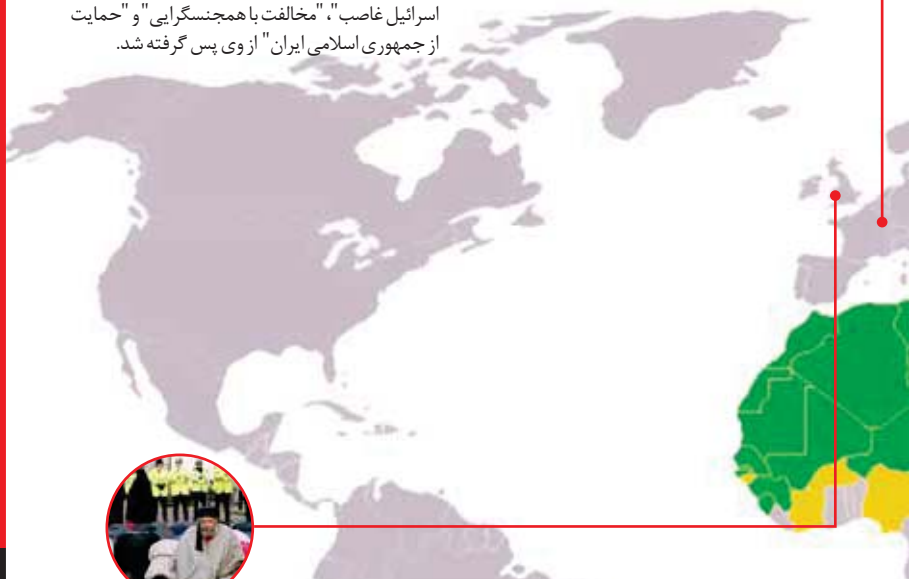 اسرائیل غاصب"، "مخالفت با همجنسگرایی" و "حمایت
از جمهوری اسلامی ایران" از وی پس گرفته شد.